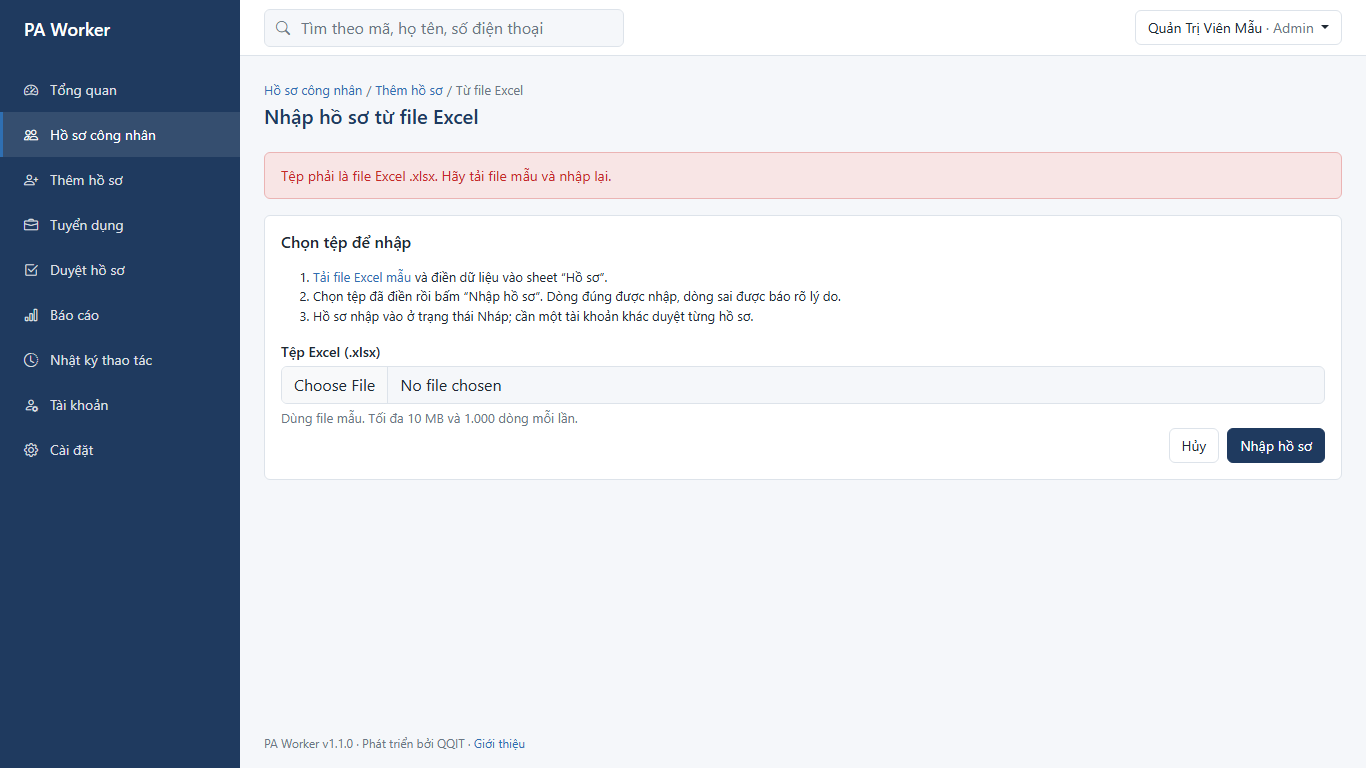 PA Worker
Tìm theo mã, họ tên, số điện thoại
Quản Trị Viên Mẫu · Admin
Tổng quan
Hồ sơ công nhân
Thêm hồ sơ
Tuyển dụng
Duyệt hồ sơ
Báo cáo
Nhật ký thao tác
Tài khoản
Cài đặt
Hồ sơ công nhân / Thêm hồ sơ / Từ file Excel
Nhập hồ sơ từ file Excel
Tệp phải là file Excel .xlsx. Hãy tải file mẫu và nhập lại.
Chọn tệp để nhập
1. Tải file Excel mẫu và điền dữ liệu vào sheet “Hồ sơ”.
2. Chọn tệp đã điền rồi bấm “Nhập hồ sơ”. Dòng đúng được nhập, dòng sai được báo rõ lý do.
3. Hồ sơ nhập vào ở trạng thái Nháp; cần một tài khoản khác duyệt từng hồ sơ.
Tệp Excel (.xlsx)
Choose File No file chosen
Dùng file mẫu. Tối đa 10 MB và 1.000 dòng mỗi lần.
Hủy
Nhập hồ sơ
PA Worker v1.1.0 · Phát triển bởi QQIT · Giới thiệu